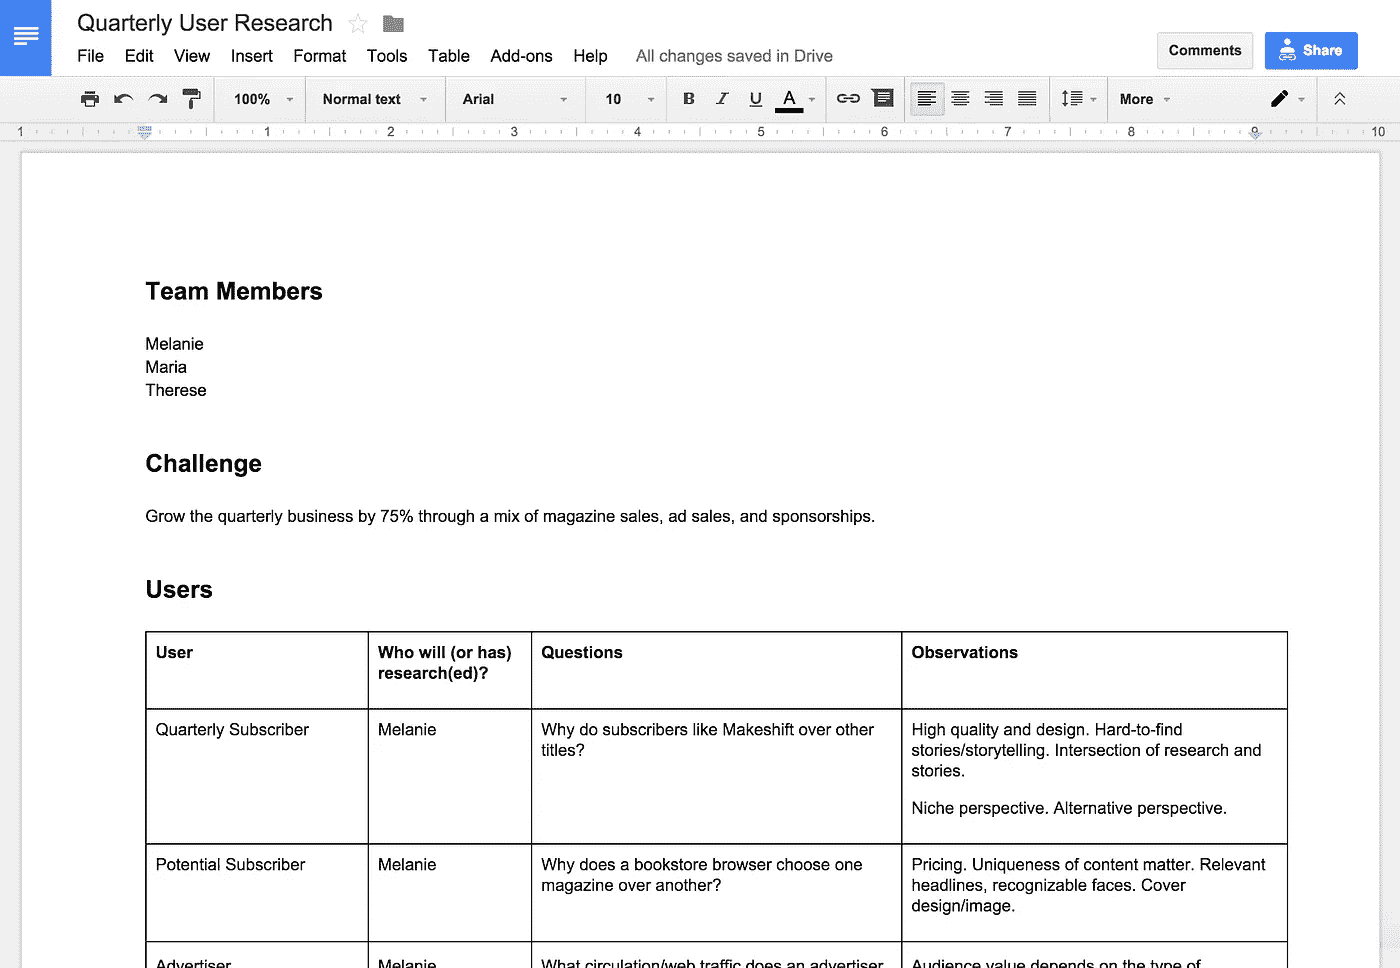 Quarterly User Research
File Edit View Insert Format Tools Table Add-ons Help All changes saved in Drive
Comments
Share
100% Normal text Arial 10 B I U A More
1 1 2 3 4 5 6 7 8 9 10
Team Members
Melanie
Maria
Therese
Challenge
Grow the quarterly business by 75% through a mix of magazine sales, ad sales, and sponsorships.
Users
User
Who will (or has)
research(ed)?
Questions
Observations
Quarterly Subscriber
Melanie
Why do subscribers like Makeshift over other
titles?
High quality and design. Hard-to-find
stories/storytelling. Intersection of research and
stories.
Niche perspective. Alternative perspective.
Potential Subscriber
Melanie
Why does a bookstore browser choose one
magazine over another?
Pricing. Uniqueness of content matter. Relevant
headlines, recognizable faces. Cover
design/image.
Advertiser
Melanie
What circulation/web traffic does an advertiser
Audience value depends on the type of